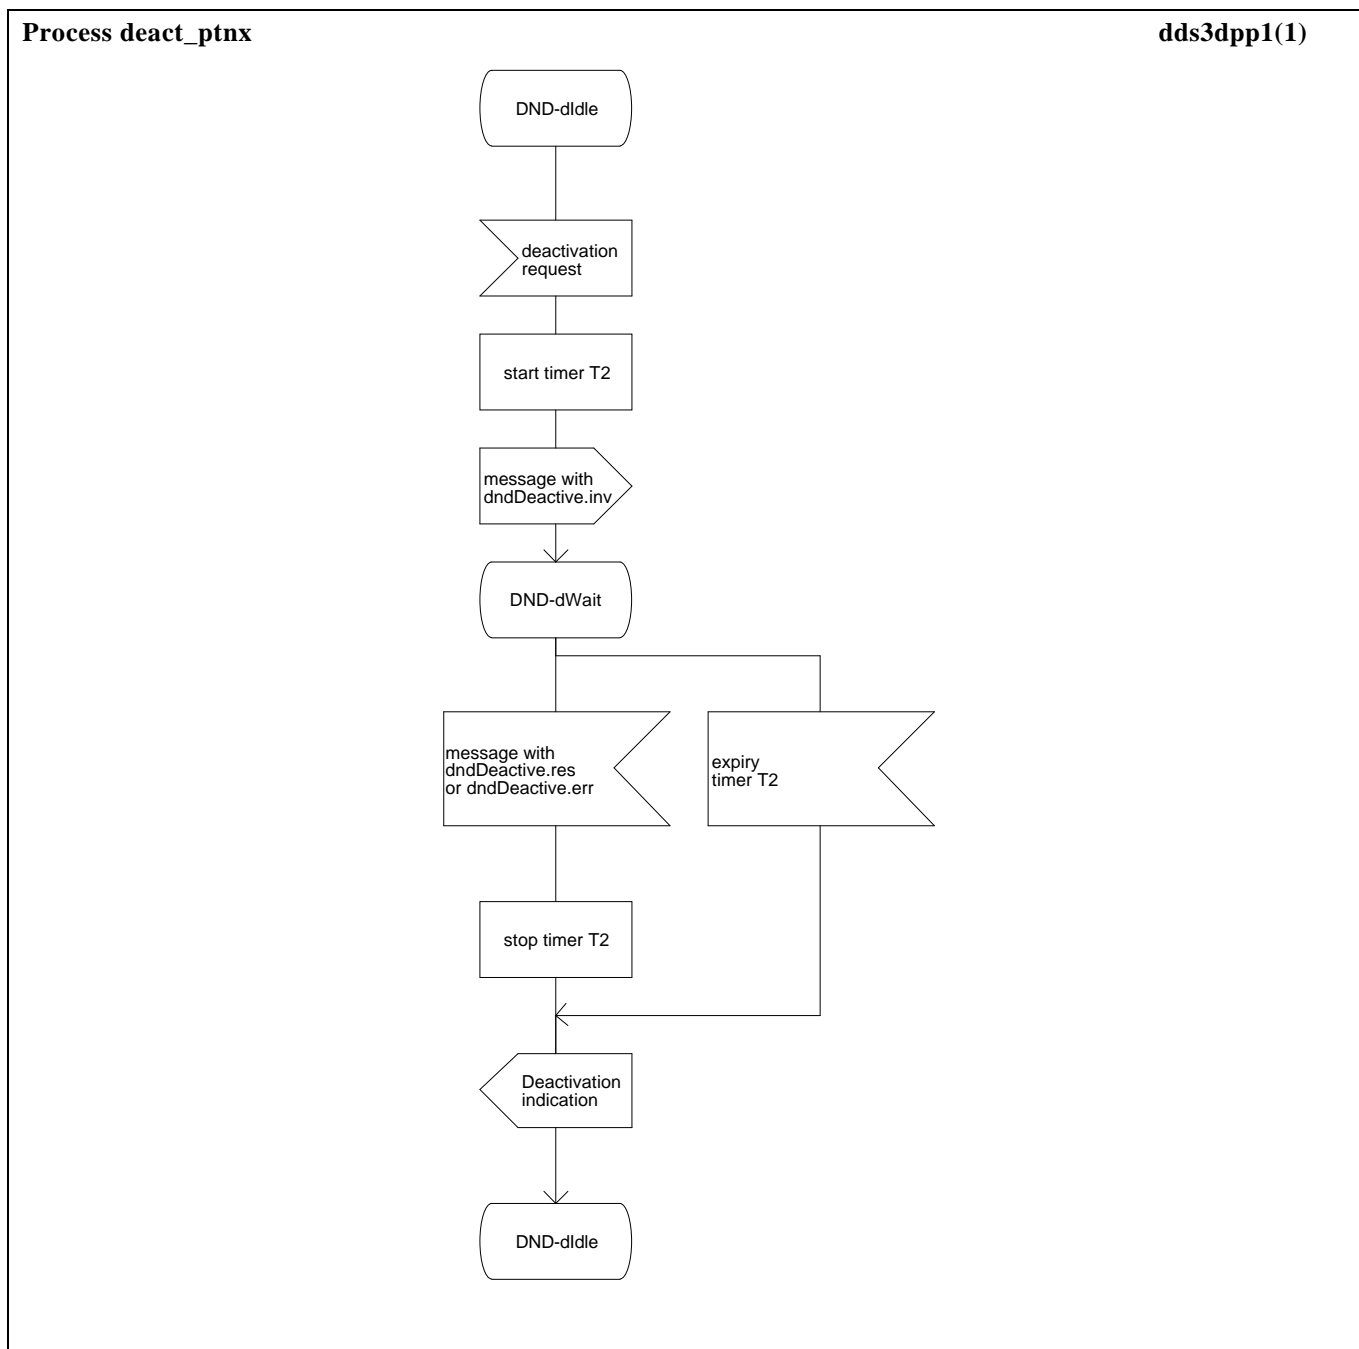 Process deact_ptnx
dds3dpp1(1)
DND-dIdle
deactivation
request
start timer T2
message with
dndDeactive.inv
DND-dWait
message with
dndDeactive.res
or dndDeactive.err
expiry
timer T2
stop timer T2
Deactivation
indication
DND-dIdle